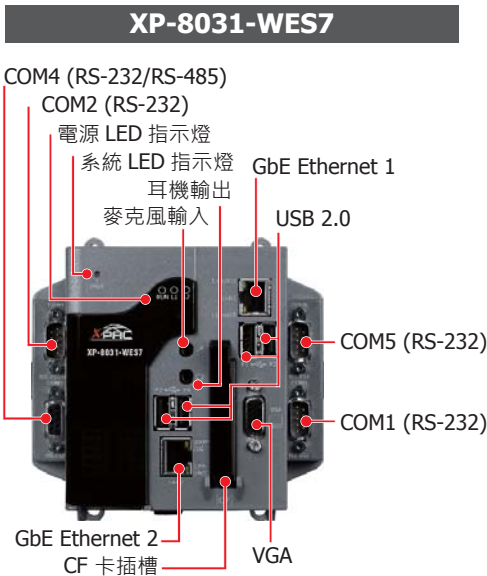 XP-8031-WES7
COM4 (RS-232/RS-485)
COM2 (RS-232)
電源 LED 指示燈
系統 LED 指示燈
耳機輸出
麥克風輸入
GbE Ethernet 1
USB 2.0
X-PAC
XP-8031-WES7
COM5 (RS-232)
COM1 (RS-232)
GbE Ethernet 2
CF 卡插槽
VGA